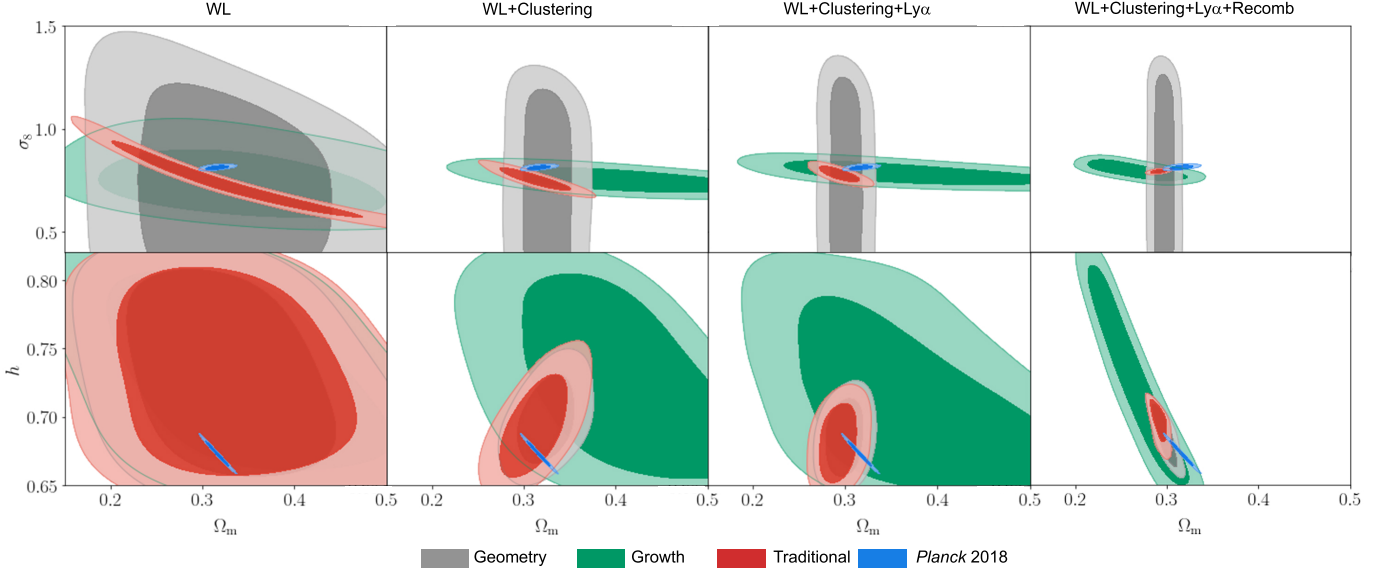 WL WL+Clustering WL+Clustering+Lyα WL+Clustering+Lyα+Recomb
1.5
1.0
σ₈
0.5
0.80
0.75
h
0.70
0.65
0.2 0.3 0.4 0.5 0.2 0.3 0.4 0.5 0.2 0.3 0.4 0.5 0.2 0.3 0.4 0.5
Ωₘ Ωₘ Ωₘ Ωₘ
Geometry Growth Traditional Planck 2018